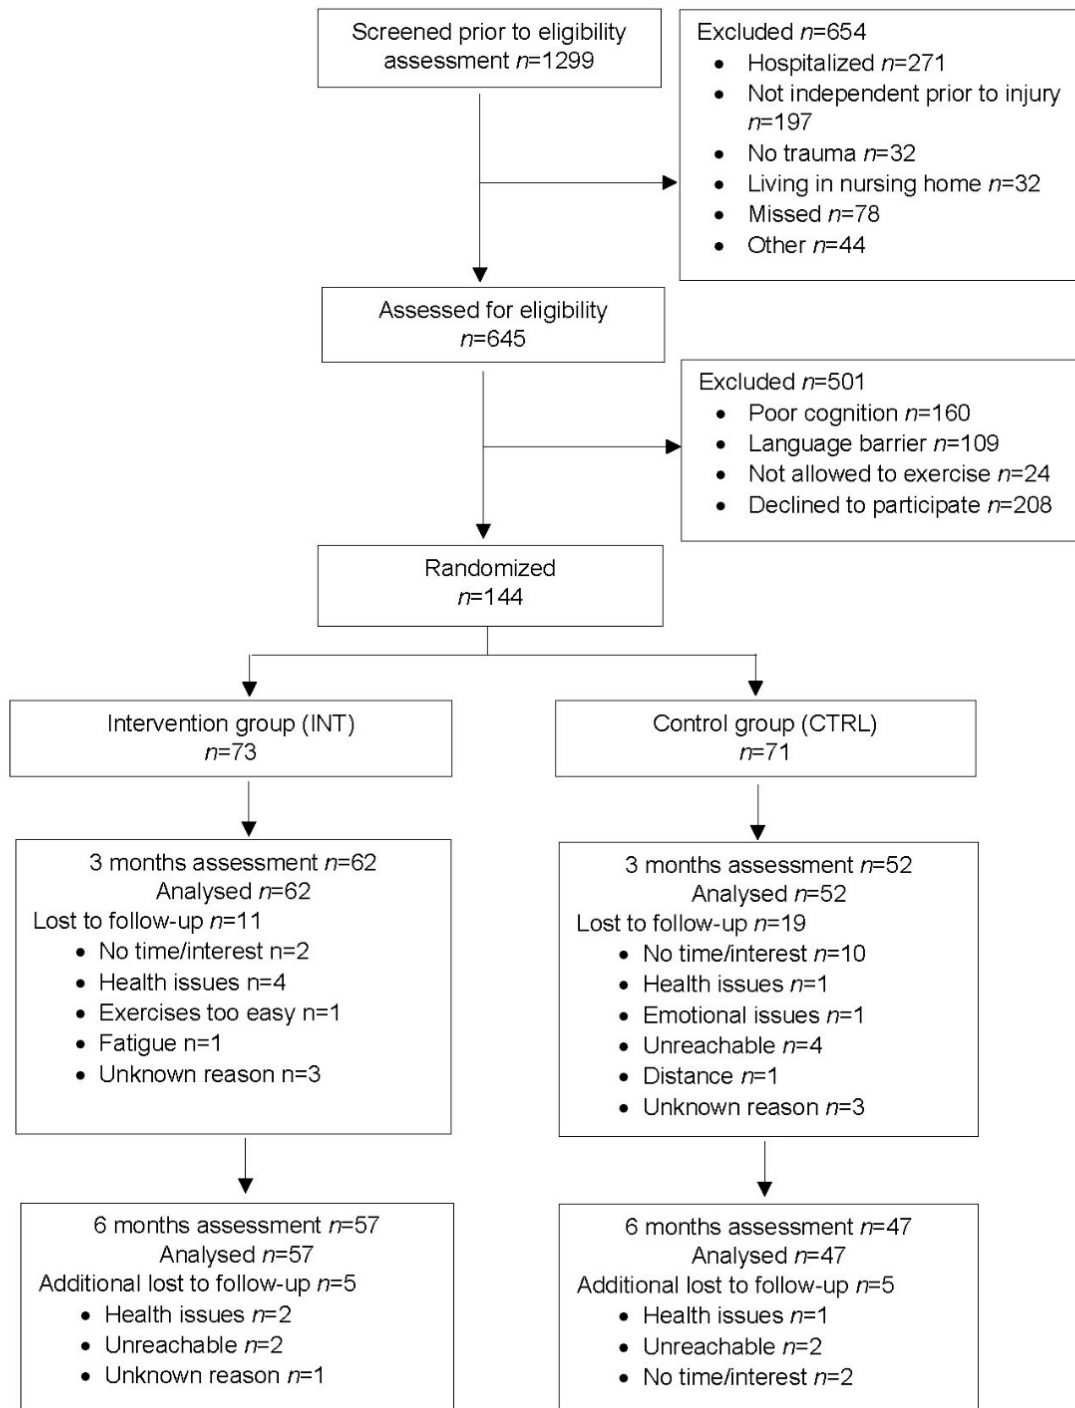 Screened prior to eligibility
assessment n=1299
Excluded n=654
• Hospitalized n=271
• Not independent prior to injury
n=197
• No trauma n=32
• Living in nursing home n=32
• Missed n=78
• Other n=44
Assessed for eligibility
n=645
Excluded n=501
• Poor cognition n=160
• Language barrier n=109
• Not allowed to exercise n=24
• Declined to participate n=208
Randomized
n=144
Intervention group (INT)
n=73
Control group (CTRL)
n=71
3 months assessment n=62
Analysed n=62
Lost to follow-up n=11
• No time/interest n=2
• Health issues n=4
• Exercises too easy n=1
• Fatigue n=1
• Unknown reason n=3
3 months assessment n=52
Analysed n=52
Lost to follow-up n=19
• No time/interest n=10
• Health issues n=1
• Emotional issues n=1
• Unreachable n=4
• Distance n=1
• Unknown reason n=3
6 months assessment n=57
Analysed n=57
Additional lost to follow-up n=5
• Health issues n=2
• Unreachable n=2
• Unknown reason n=1
6 months assessment n=47
Analysed n=47
Additional lost to follow-up n=5
• Health issues n=1
• Unreachable n=2
• No time/interest n=2